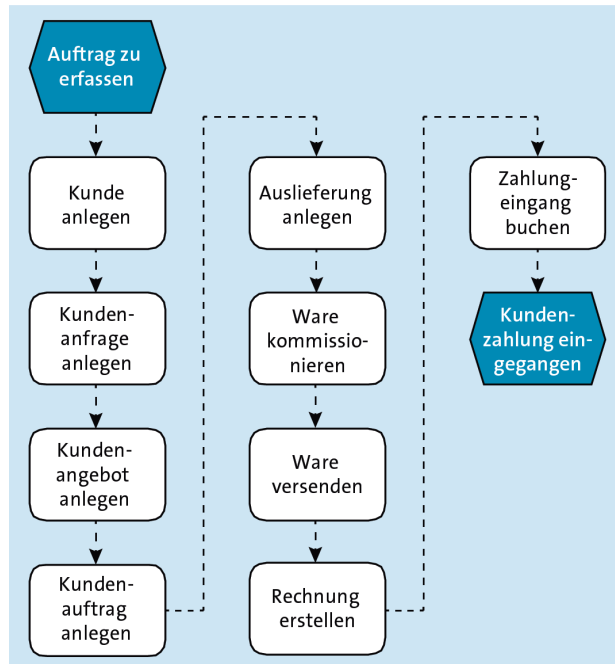 Auftrag zu
erfassen
Kunde
anlegen
Kunden-
anfrage
anlegen
Kunden-
angebot
anlegen
Kunden-
auftrag
anlegen
Auslieferung
anlegen
Ware
kommissio-
nieren
Ware
versenden
Rechnung
erstellen
Zahlung-
eingang
buchen
Kunden-
zahlung ein-
gegangen